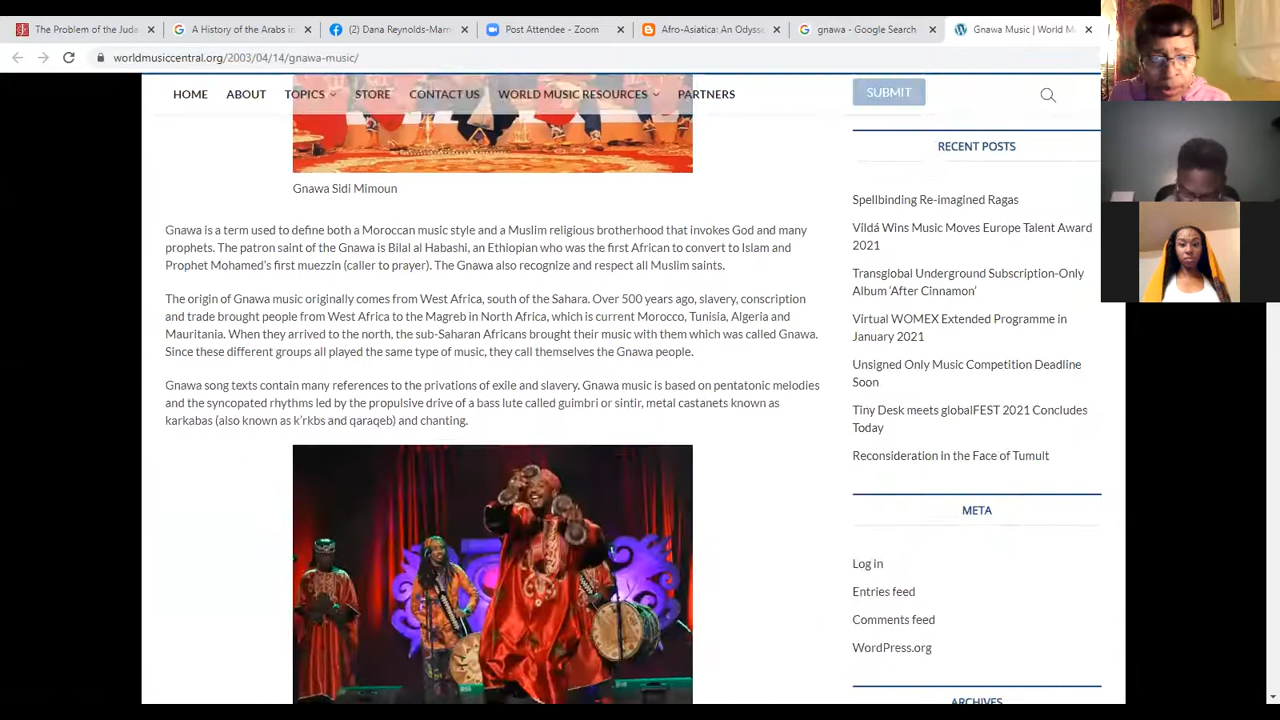 The Problem of the Juda
A History of the Arabs in
(2) Dana Reynolds-Marn
Post Attendee - Zoom
Afro-Asiatica: An Odysse
gnawa - Google Search
Gnawa Music | World M
worldmusiccentral.org/2003/04/14/gnawa-music/
HOME ABOUT TOPICS STORE CONTACT US WORLD MUSIC RESOURCES PARTNERS
Gnawa Sidi Mimoun
Gnawa is a term used to define both a Moroccan music style and a Muslim religious brotherhood that invokes God and many
prophets. The patron saint of the Gnawa is Bilal al Habashi, an Ethiopian who was the first African to convert to Islam and
Prophet Mohamed's first muezzin (caller to prayer). The Gnawa also recognize and respect all Muslim saints.
The origin of Gnawa music originally comes from West Africa, south of the Sahara. Over 500 years ago, slavery, conscription
and trade brought people from West Africa to the Magreb in North Africa, which is current Morocco, Tunisia, Algeria and
Mauritania. When they arrived to the north, the sub-Saharan Africans brought their music with them which was called Gnawa.
Since these different groups all played the same type of music, they call themselves the Gnawa people.
Gnawa song texts contain many references to the privations of exile and slavery. Gnawa music is based on pentatonic melodies
and the syncopated rhythms led by the propulsive drive of a bass lute called guimbri or sintir, metal castanets known as
karkabas (also known as k'rkbs and qaraqeb) and chanting.
SUBMIT
RECENT POSTS
Spellbinding Re-imagined Ragas
Vildá Wins Music Moves Europe Talent Award
2021
Transglobal Underground Subscription-Only
Album 'After Cinnamon'
Virtual WOMEX Extended Programme in
January 2021
Unsigned Only Music Competition Deadline
Soon
Tiny Desk meets globalFEST 2021 Concludes
Today
Reconsideration in the Face of Tumult
META
Log in
Entries feed
Comments feed
WordPress.org
ARCHIVES